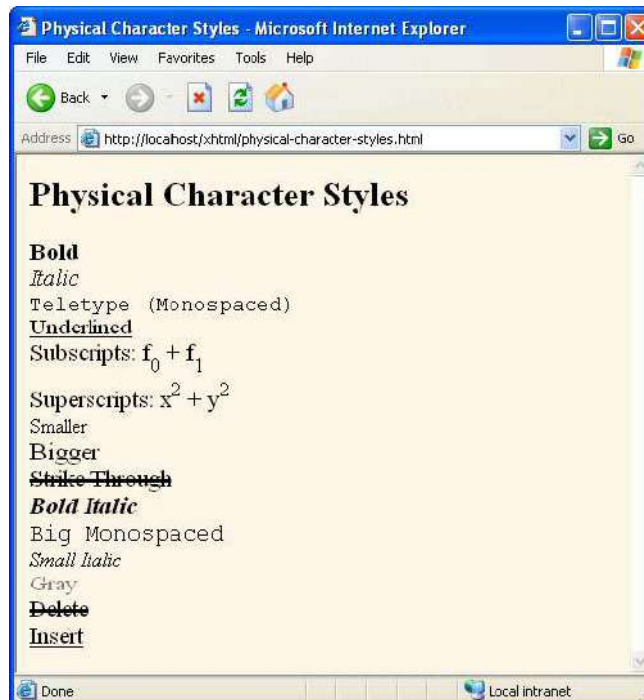 Physical Character Styles - Microsoft Internet Explorer
File Edit View Favorites Tools Help
Back
Address http://localhost/xhtml/physical-character-styles.html Go
Physical Character Styles
Bold
Italic
Teletype (Monospaced)
Underlined
Subscripts: f₀ + f₁
Superscripts: x² + y²
Smaller
Bigger
Strike Through
Bold Italic
Big Monospaced
Small Italic
Gray
Delete
Insert
Done Local intranet